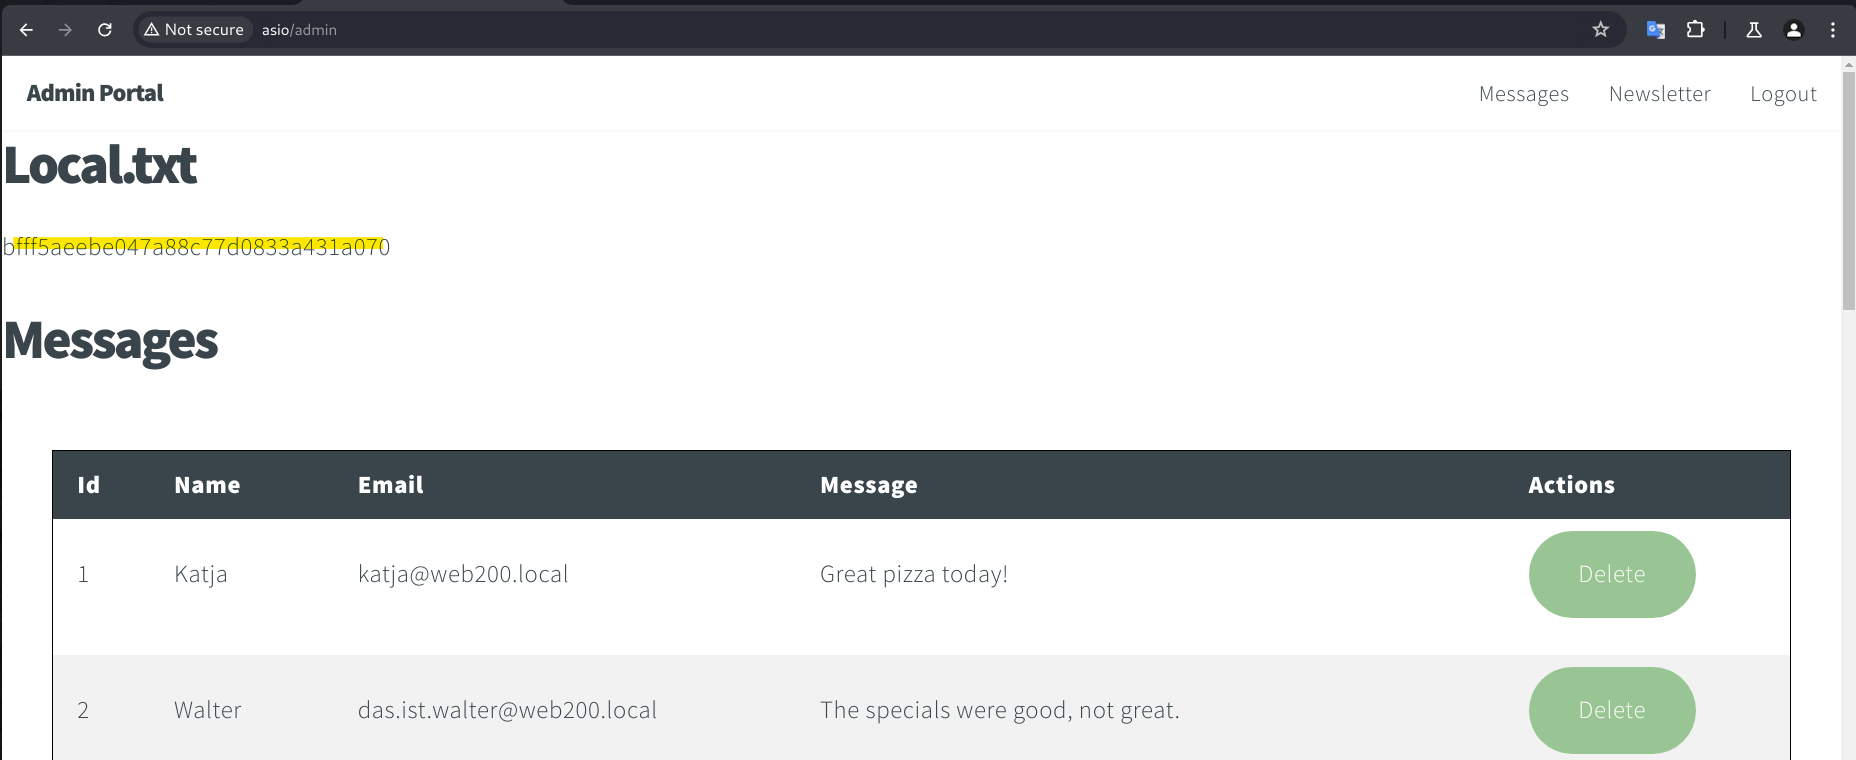 Not secure asio/admin
Admin Portal Messages Newsletter Logout
Local.txt
bfff5aeebe047a88c77d0833a431a070
Messages
Id Name Email Message Actions
1 Katja katja@web200.local Great pizza today! Delete
2 Walter das.ist.walter@web200.local The specials were good, not great. Delete